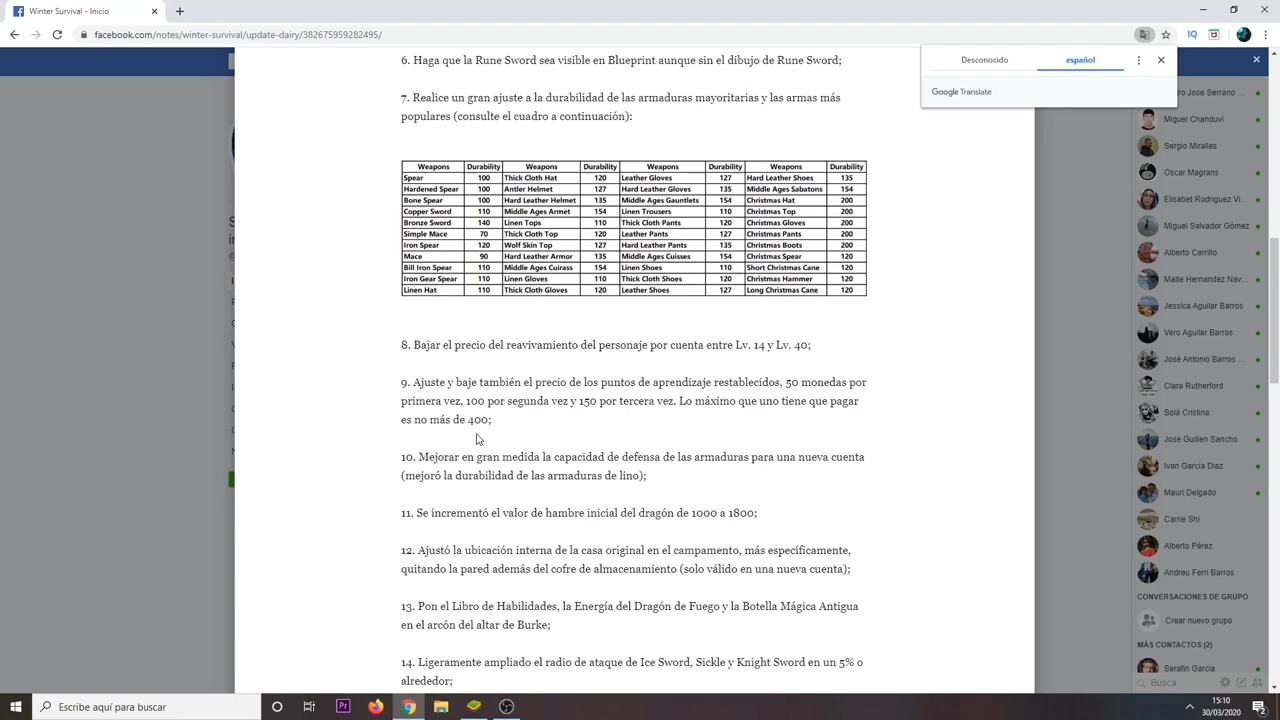 Winter Survival - Inicio
facebook.com/notes/winter-survival/update-dairy/382675959282495/
Desconocido español
Google Translate
6. Haga que la Rune Sword sea visible en Blueprint aunque sin el dibujo de Rune Sword;
7. Realice un gran ajuste a la durabilidad de las armaduras mayoritarias y las armas más
populares (consulte el cuadro a continuación):
Weapons Durability Weapons Durability Weapons Durability Weapons Durability
Spear 100 Thick Cloth Hat 120 Leather Gloves 127 Hard Leather Shoes 135
Hardened Spear 100 Antler Helmet 127 Hard Leather Gloves 135 Middle Ages Sabatons 154
Bone Spear 100 Hard Leather Helmet 135 Middle Ages Gauntlets 154 Christmas Hat 200
Copper Sword 110 Middle Ages Armet 154 Linen Trousers 110 Christmas Top 200
Bronze Sword 140 Linen Tops 110 Thick Cloth Pants 120 Christmas Gloves 200
Simple Mace 70 Thick Cloth Top 120 Leather Pants 127 Christmas Pants 200
Iron Spear 120 Wolf Skin Top 127 Hard Leather Pants 135 Christmas Boots 200
Mace 90 Hard Leather Armor 135 Middle Ages Cuisses 154 Christmas Spear 120
Bill Iron Spear 110 Middle Ages Cuirass 154 Linen Shoes 110 Short Christmas Cane 120
Iron Gear Spear 110 Linen Gloves 110 Thick Cloth Shoes 120 Christmas Hammer 120
Linen Hat 110 Thick Cloth Gloves 120 Leather Shoes 127 Long Christmas Cane 120
8. Bajar el precio del reavivamiento del personaje por cuenta entre Lv. 14 y Lv. 40;
9. Ajuste y baje también el precio de los puntos de aprendizaje restablecidos, 50 monedas por
primera vez, 100 por segunda vez y 150 por tercera vez. Lo máximo que uno tiene que pagar
es no más de 400;
10. Mejorar en gran medida la capacidad de defensa de las armaduras para una nueva cuenta
(mejoró la durabilidad de las armaduras de lino);
11. Se incrementó el valor de hambre inicial del dragón de 1000 a 1800;
12. Ajustó la ubicación interna de la casa original en el campamento, más específicamente,
quitando la pared además del cofre de almacenamiento (solo válido en una nueva cuenta);
13. Pon el Libro de Habilidades, la Energía del Dragón de Fuego y la Botella Mágica Antigua
en el arcón del altar de Burke;
14. Ligeramente ampliado el radio de ataque de Ice Sword, Sickle y Knight Sword en un 5% o
alrededor;
Jose Serrano ...
Miguel Chanduvi
Sergio Miralles
Oscar Magrans
Elisabet Rodriguez Vi...
Miguel Salvador Gómez
Alberto Carrillo
Maite Hernandez Nav...
Jessica Aguilar Barros
Vero Aguilar Barros
José Antonio Barros ...
Clara Rutherford
Solá Cristina
Jose Guillen Sancho
Ivan Garcia Diaz
Mauri Delgado
Carrie Shi
Alberto Pérez
Andreu Ferri Barros
CONVERSACIONES DE GRUPO
Crear nuevo grupo
MÁS CONTACTOS (2)
Serafin Garcia
Busca
Escribe aquí para buscar
15:10
30/03/2020